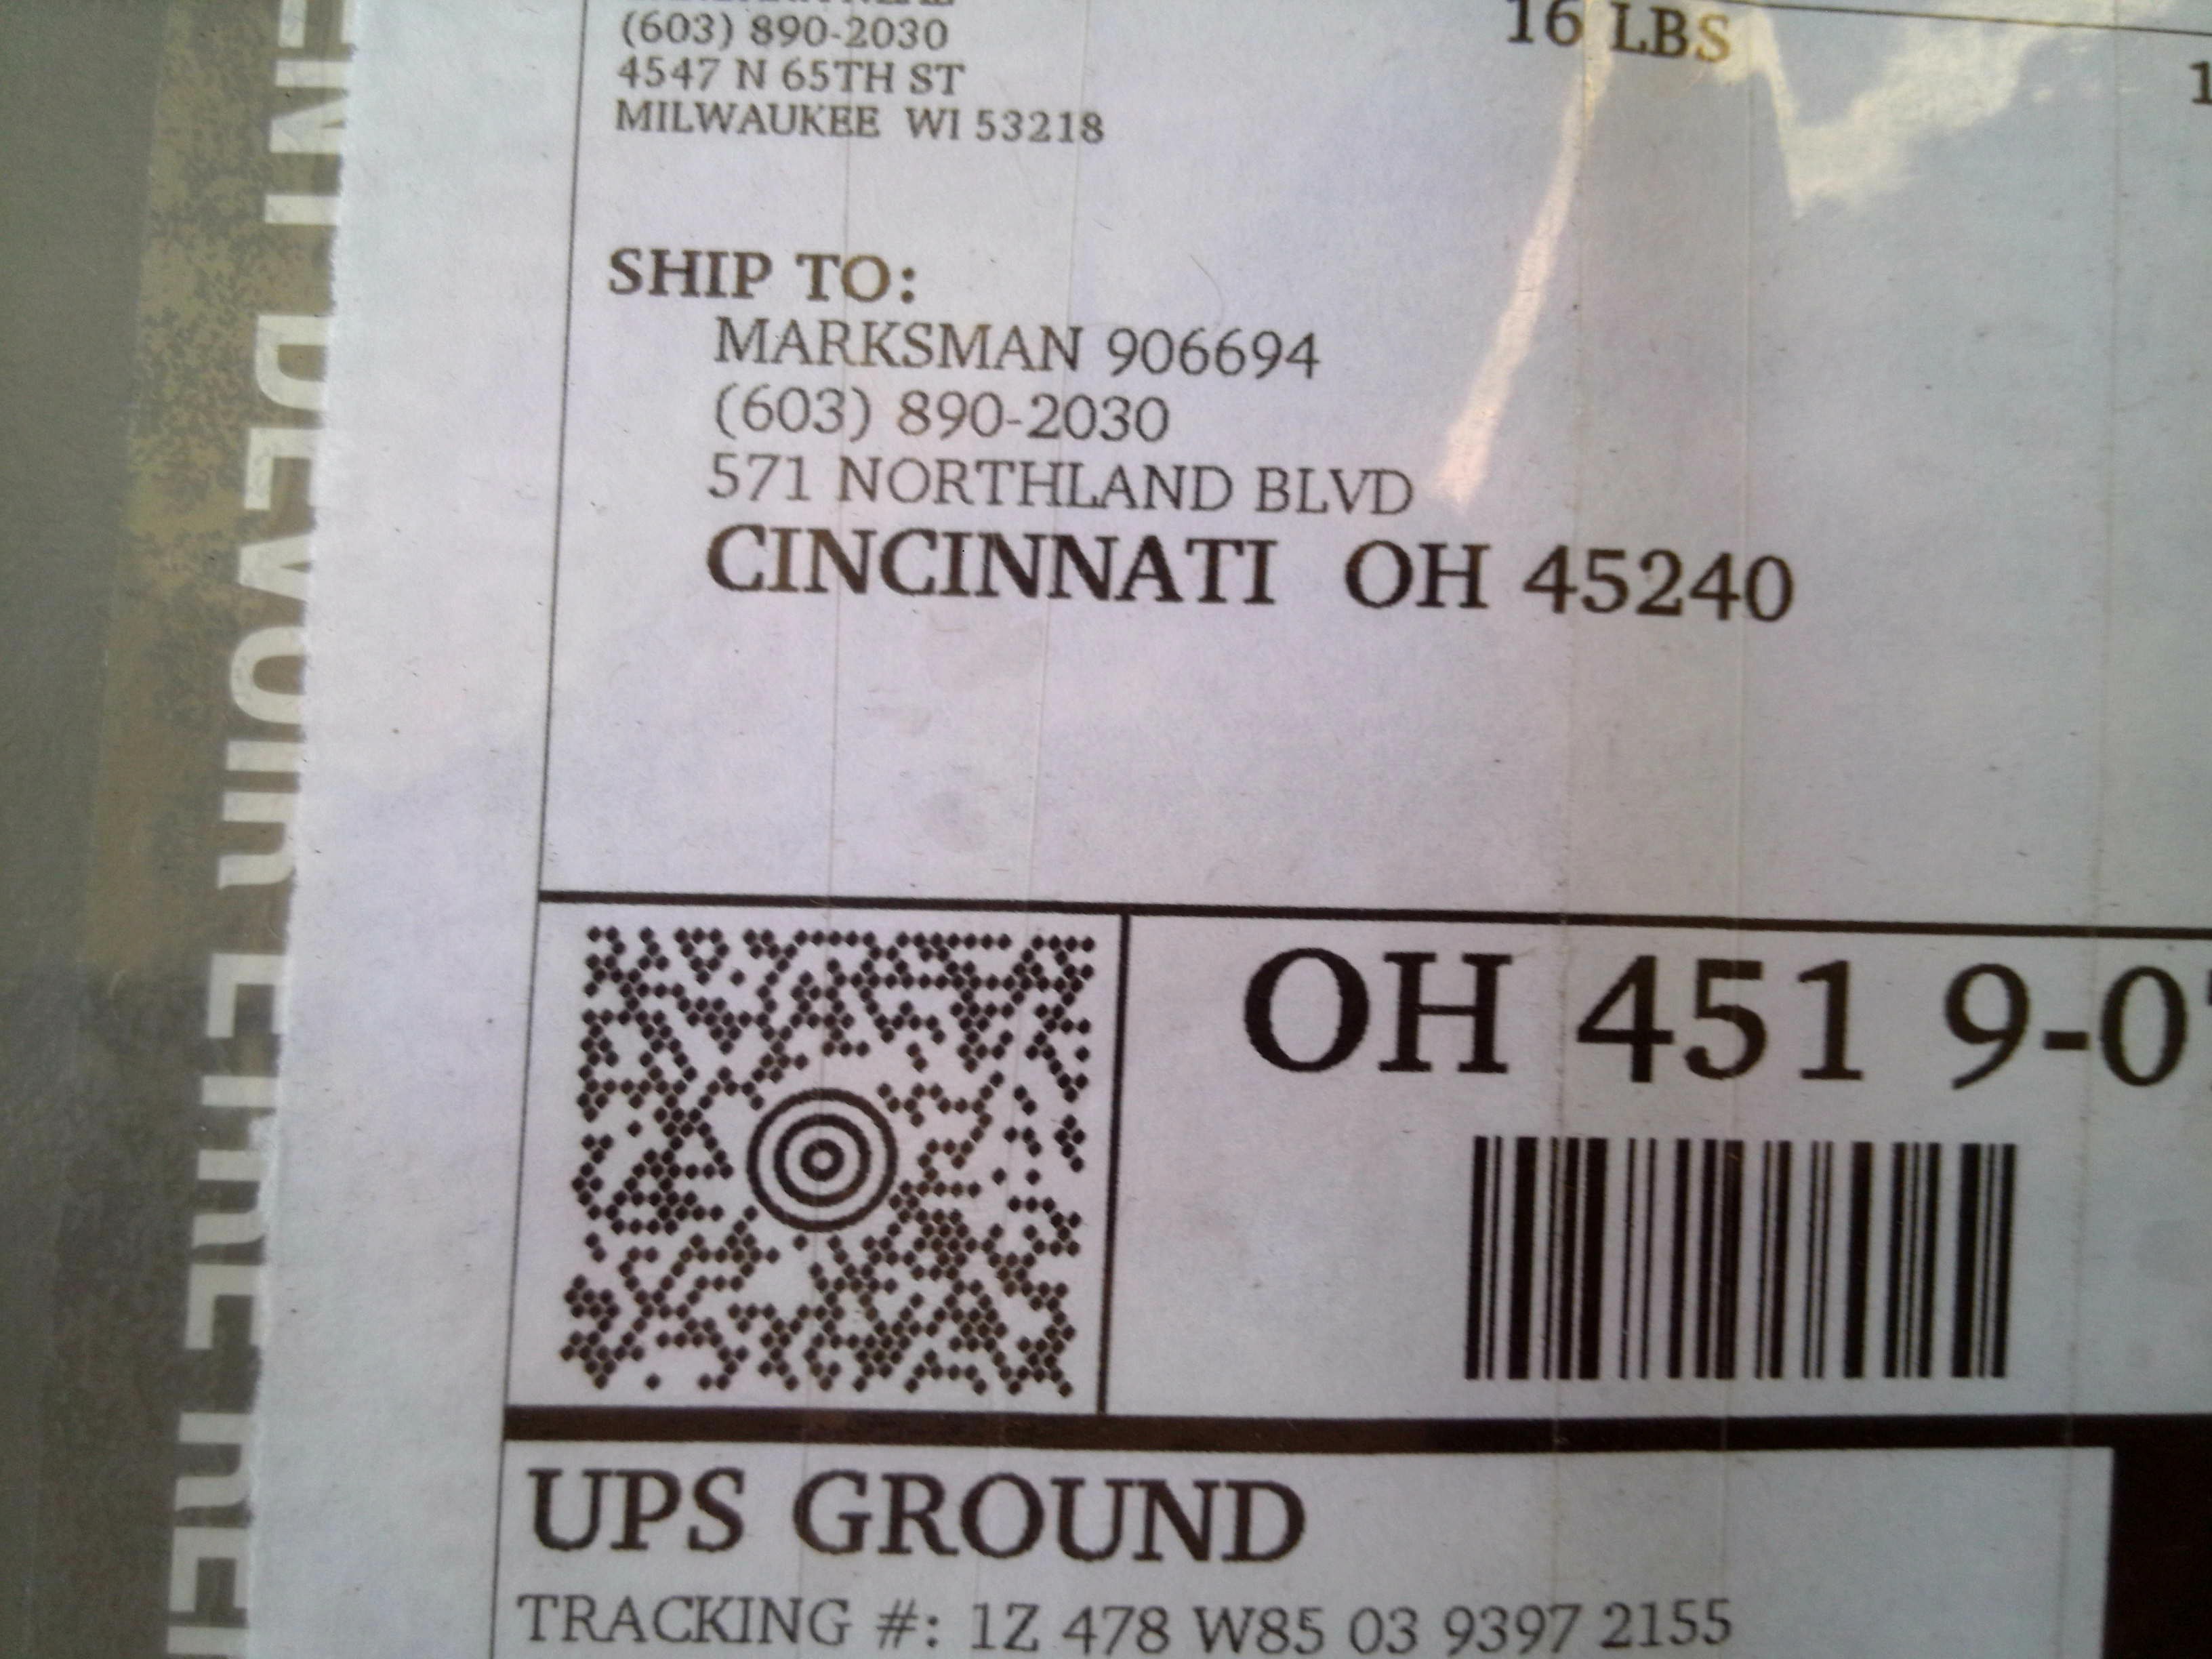 (603) 890-2030
4547 N 65TH ST
MILWAUKEE WI 53218
16 LBS
1
SHIP TO:
MARKSMAN 906694
(603) 890-2030
571 NORTHLAND BLVD
CINCINNATI OH 45240
OH 451 9-0
UPS GROUND
TRACKING #: 1Z 478 W85 03 9397 2155